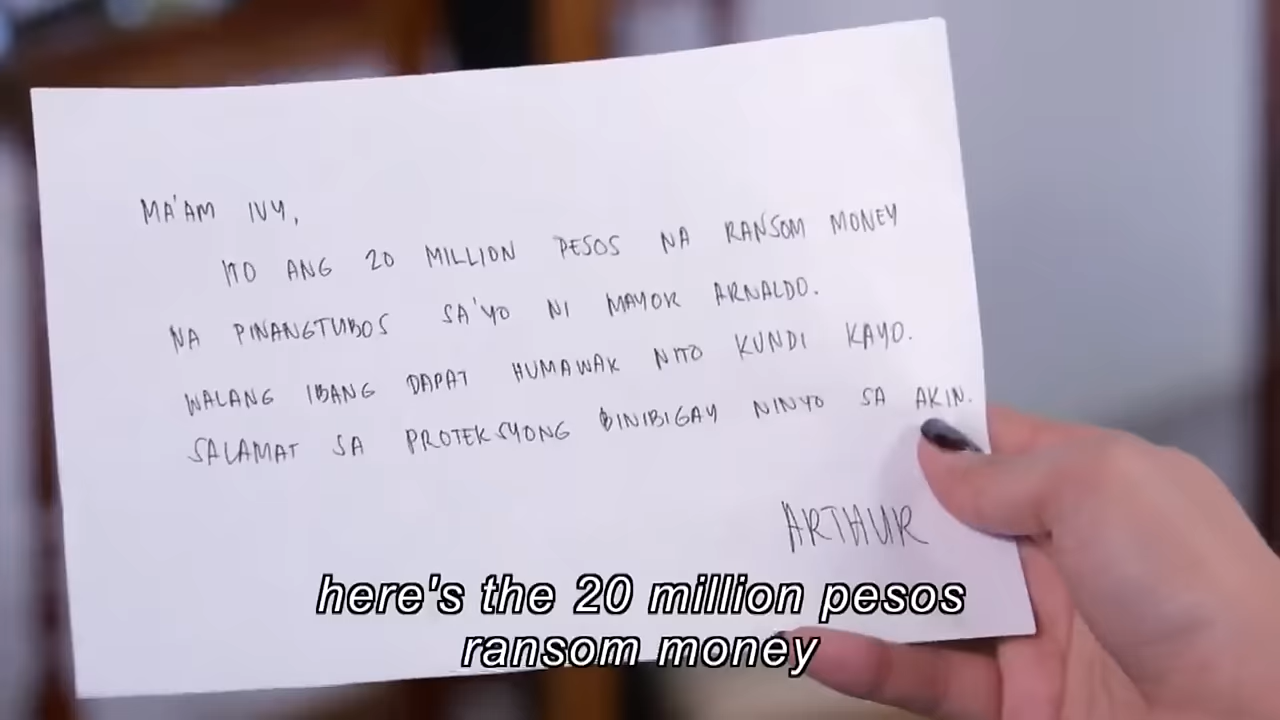 MA'AM IVY,
ITO ANG 20 MILLION PESOS NA RANSOM MONEY
NA PINANGTUBOS SA'YO NI MAYOR ARNALDO.
WALANG IBANG DAPAT HUMAWAK NITO KUNDI KAYO.
SALAMAT SA PROTEKSYONG BINIBIGAY NINYO SA AKIN.
ARTHUR
here's the 20 million pesos
ransom money